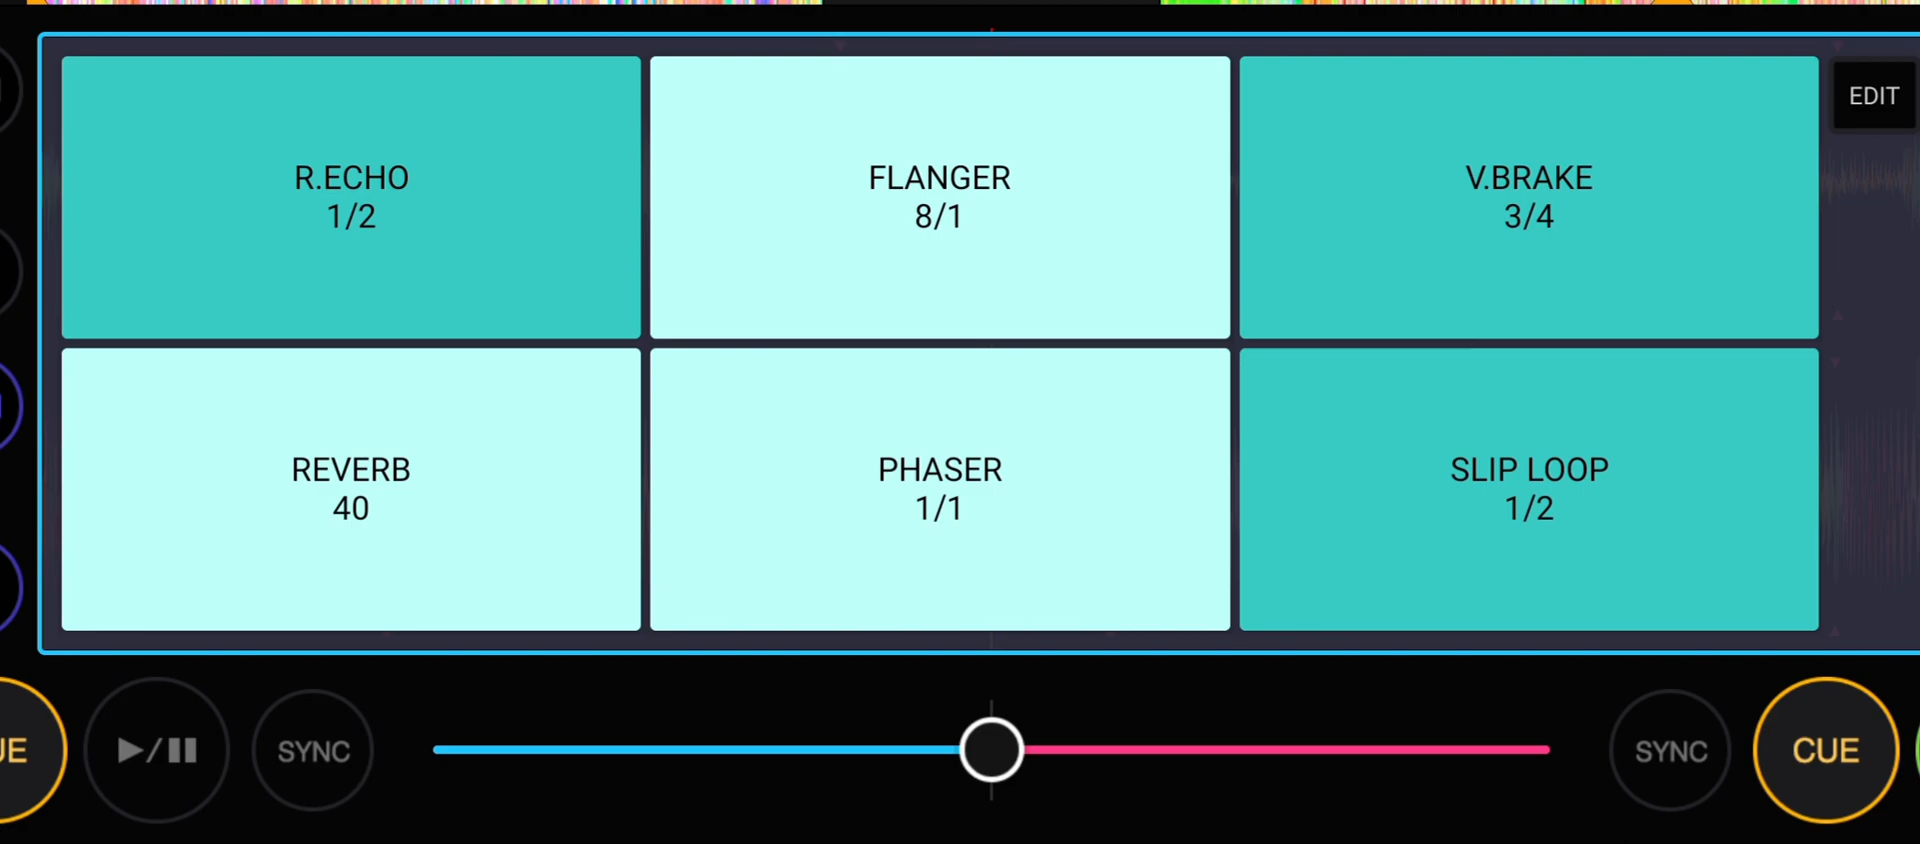 R.ECHO
1/2
FLANGER
8/1
V.BRAKE
3/4
EDIT
REVERB
40
PHASER
1/1
SLIP LOOP
1/2
UE
SYNC
SYNC
CUE